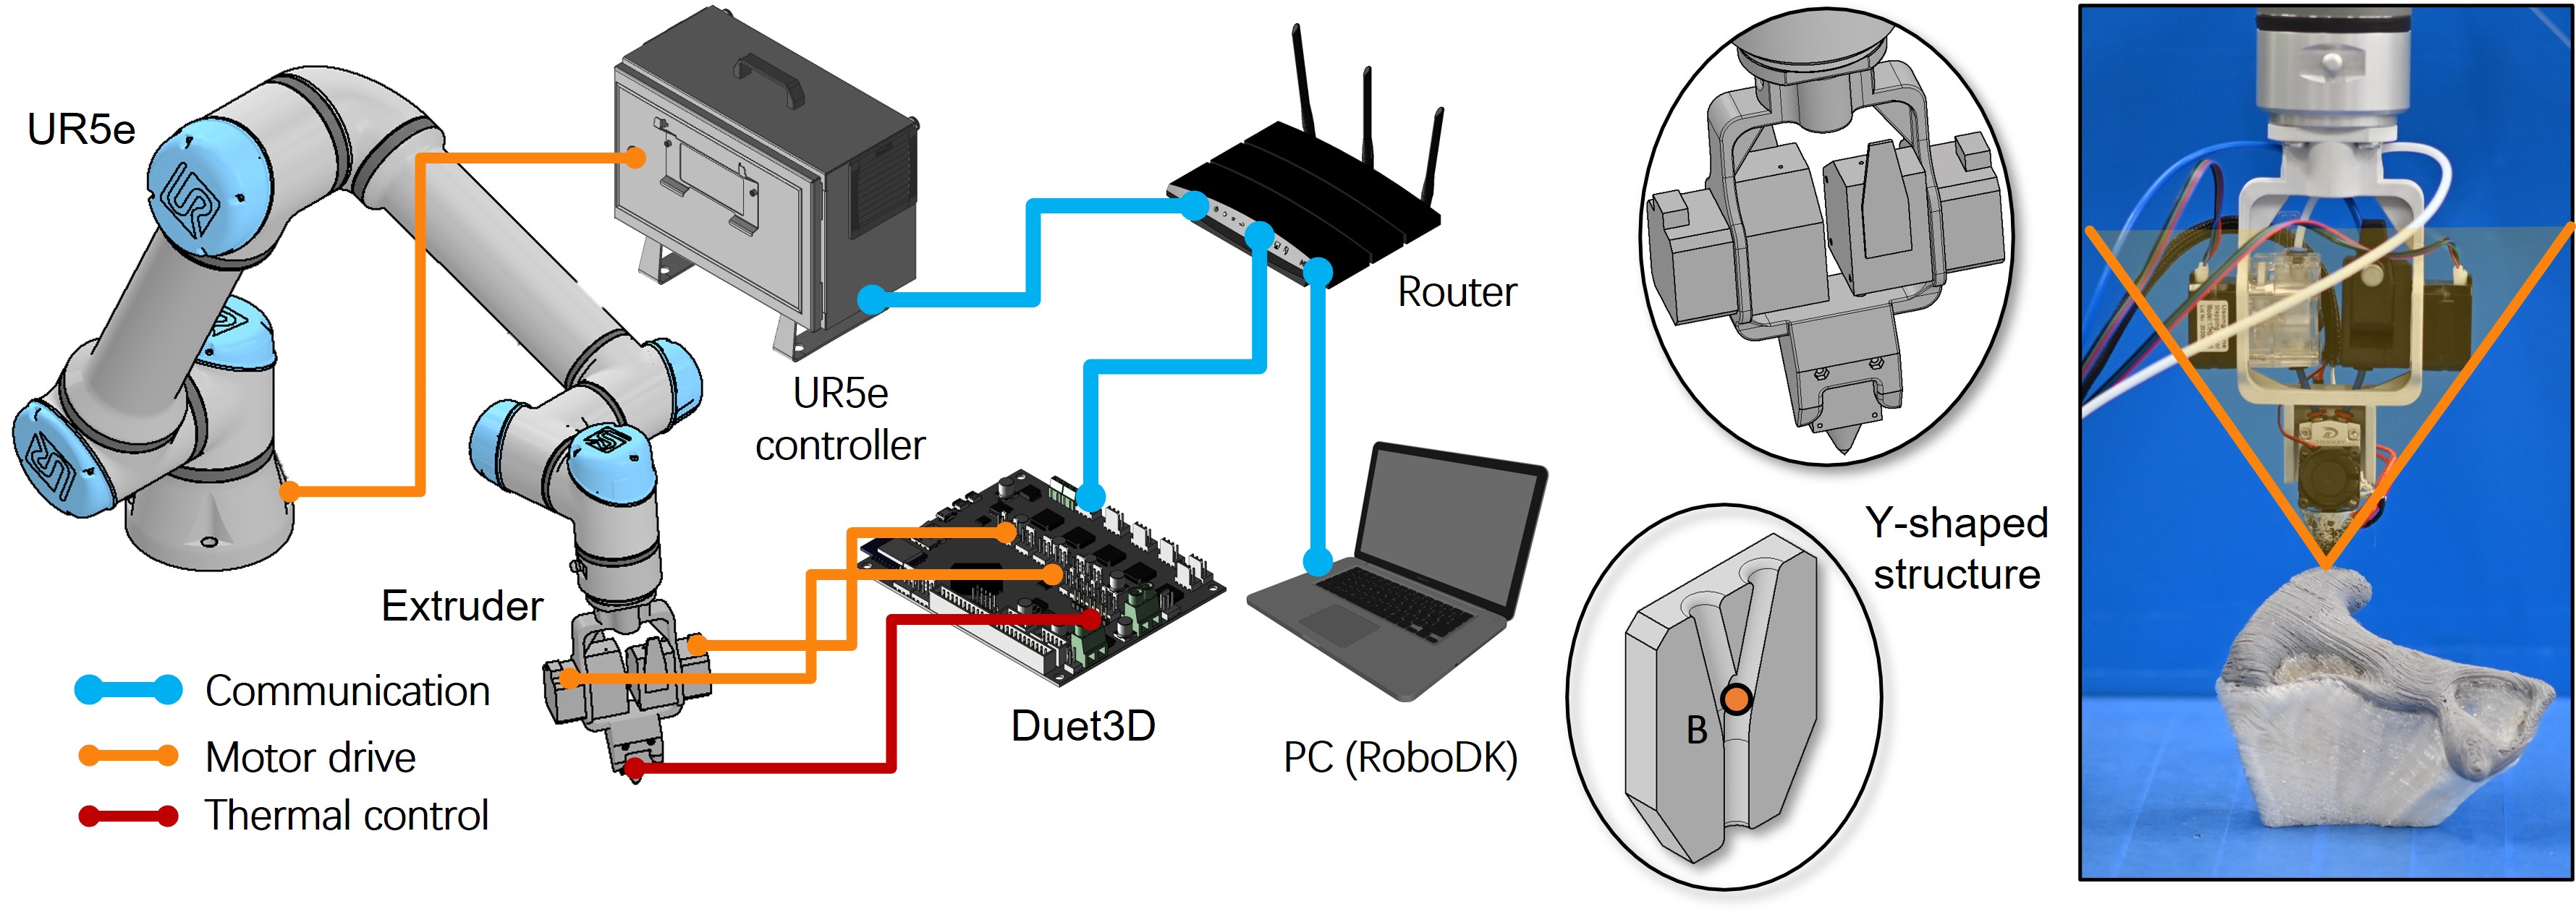 UR5e
UR5e
controller
Router
Extruder
Duet3D
PC (RoboDK)
Y-shaped
structure
B
Communication
Motor drive
Thermal control